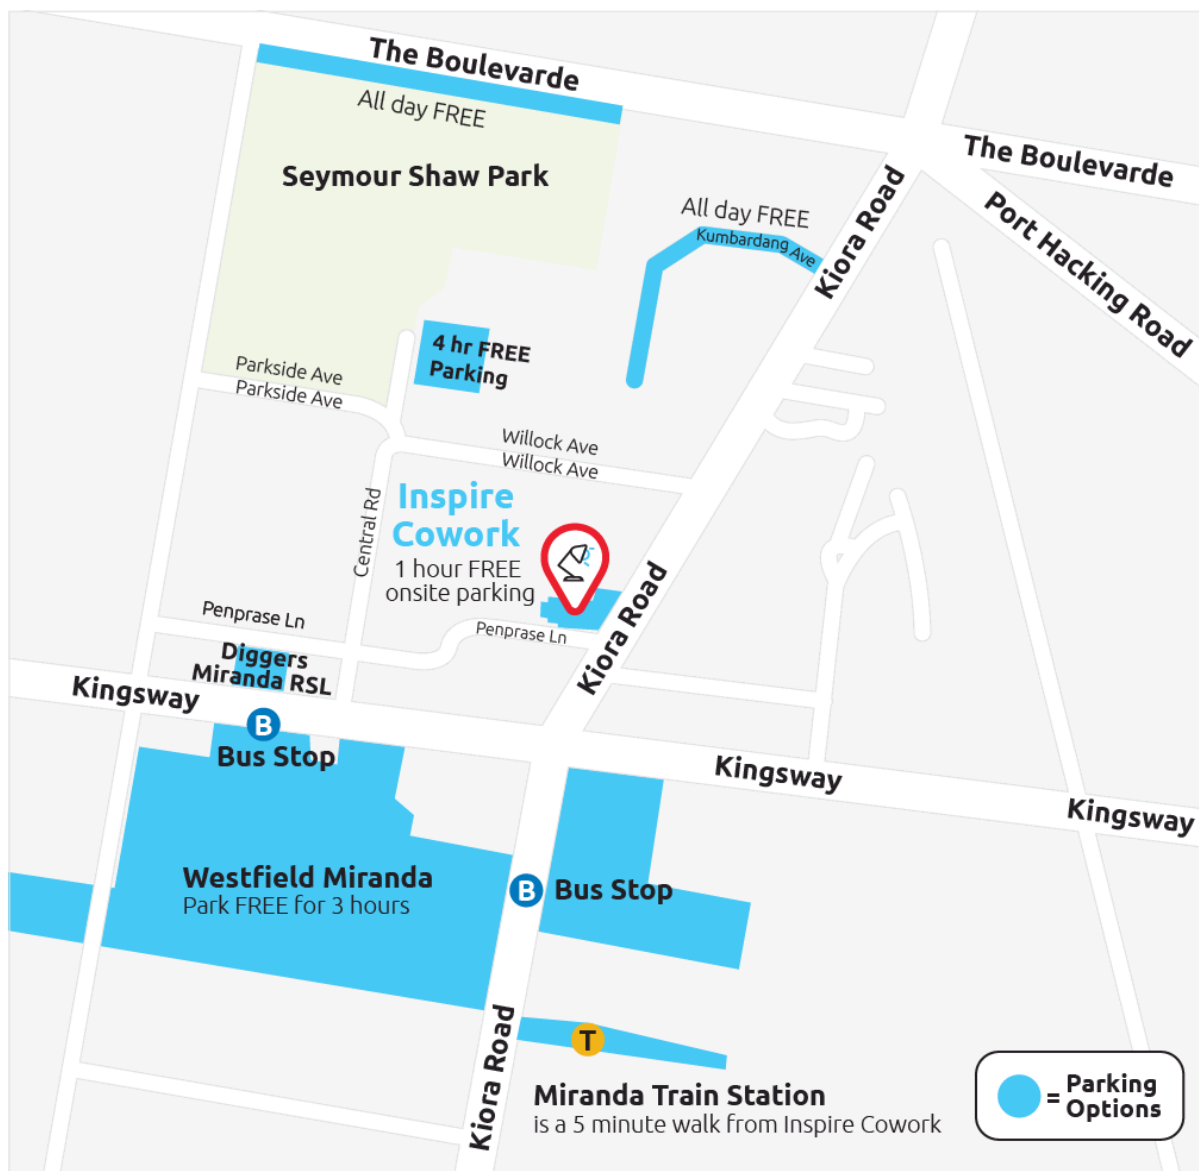 The Boulevarde
All day FREE
Seymour Shaw Park
The Boulevarde
Port Hacking Road
All day FREE
Kumbardang Ave
Kiora Road
4 hr FREE
Parking
Parkside Ave
Parkside Ave
Willock Ave
Willock Ave
Central Rd
Inspire
Cowork
1 hour FREE
onsite parking
Penprase Ln
Penprase Ln
Kiora Road
Diggers
Miranda RSL
Kingsway
B
Bus Stop
Kingsway
Kingsway
Westfield Miranda
Park FREE for 3 hours
B
Bus Stop
Kiora Road
T
Miranda Train Station
is a 5 minute walk from Inspire Cowork
= Parking
Options